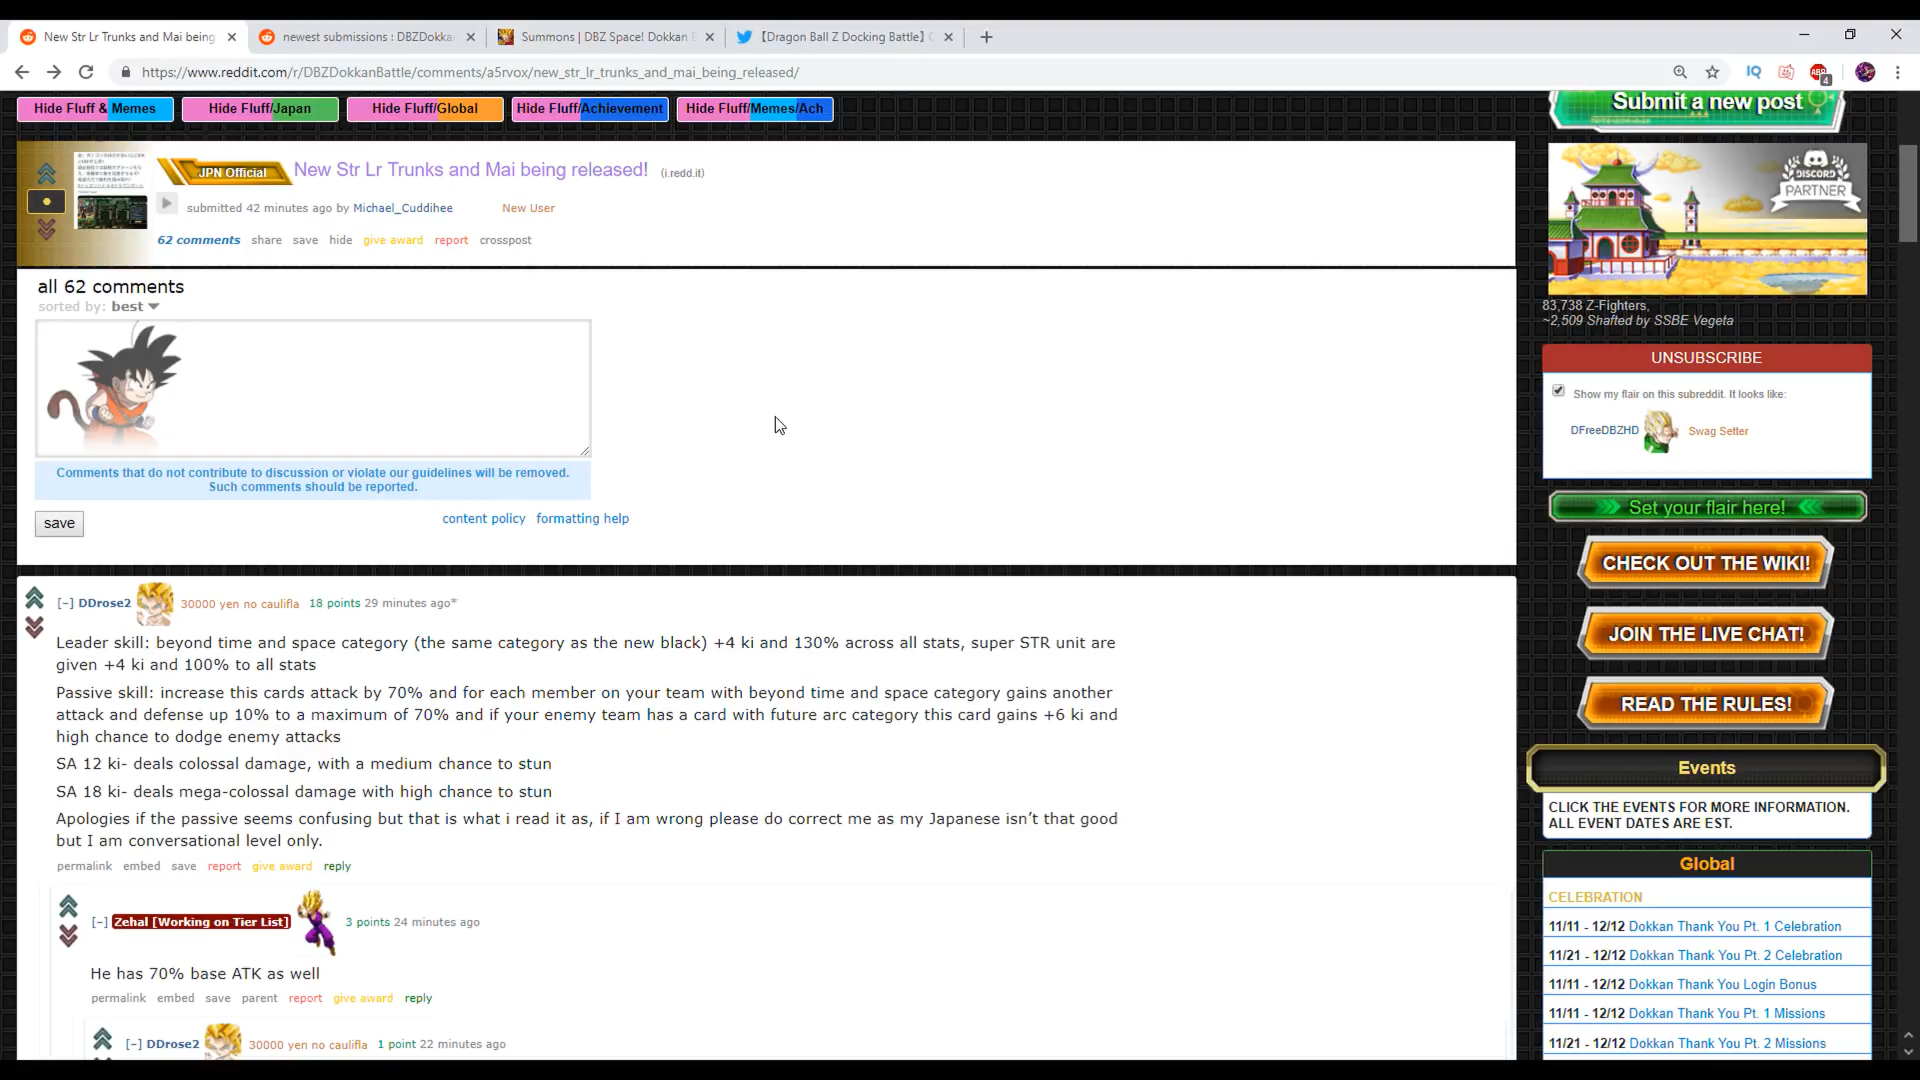 New Str Lr Trunks and Mai being
newest submissions : DBZDokka
Summons | DBZ Space! Dokkan B
【Dragon Ball Z Docking Battle】
https://www.reddit.com/r/DBZDokkanBattle/comments/a5rvox/new_str_lr_trunks_and_mai_being_released/
IQ
ABP
4
Hide Fluff & Memes
Hide Fluff/Japan
Hide Fluff/Global
Hide Fluff/Achievement
Hide Fluff/Memes/Ach
JPN Official
New Str Lr Trunks and Mai being released! (i.redd.it)
submitted 42 minutes ago by Michael_Cuddihee New User
62 comments share save hide give award report crosspost
all 62 comments
sorted by: best
Comments that do not contribute to discussion or violate our guidelines will be removed.
Such comments should be reported.
save
content policy formatting help
[–] DDrose2 30000 yen no caulifla 18 points 29 minutes ago*
Leader skill: beyond time and space category (the same category as the new black) +4 ki and 130% across all stats, super STR unit are
given +4 ki and 100% to all stats
Passive skill: increase this cards attack by 70% and for each member on your team with beyond time and space category gains another
attack and defense up 10% to a maximum of 70% and if your enemy team has a card with future arc category this card gains +6 ki and
high chance to dodge enemy attacks
SA 12 ki- deals colossal damage, with a medium chance to stun
SA 18 ki- deals mega-colossal damage with high chance to stun
Apologies if the passive seems confusing but that is what i read it as, if I am wrong please do correct me as my Japanese isn’t that good
but I am conversational level only.
permalink embed save report give award reply
[–] Zehal [Working on Tier List] 3 points 24 minutes ago
He has 70% base ATK as well
permalink embed save parent report give award reply
[–] DDrose2 30000 yen no caulifla 1 point 22 minutes ago
Submit a new post
DISCORD
PARTNER
83,738 Z-Fighters,
~2,509 Shafted by SSBE Vegeta
UNSUBSCRIBE
Show my flair on this subreddit. It looks like:
DFreeDBZHD Swag Setter
Set your flair here!
CHECK OUT THE WIKI!
JOIN THE LIVE CHAT!
READ THE RULES!
Events
CLICK THE EVENTS FOR MORE INFORMATION.
ALL EVENT DATES ARE EST.
Global
CELEBRATION
11/11 - 12/12 Dokkan Thank You Pt. 1 Celebration
11/21 - 12/12 Dokkan Thank You Pt. 2 Celebration
11/11 - 12/12 Dokkan Thank You Login Bonus
11/11 - 12/12 Dokkan Thank You Pt. 1 Missions
11/21 - 12/12 Dokkan Thank You Pt. 2 Missions